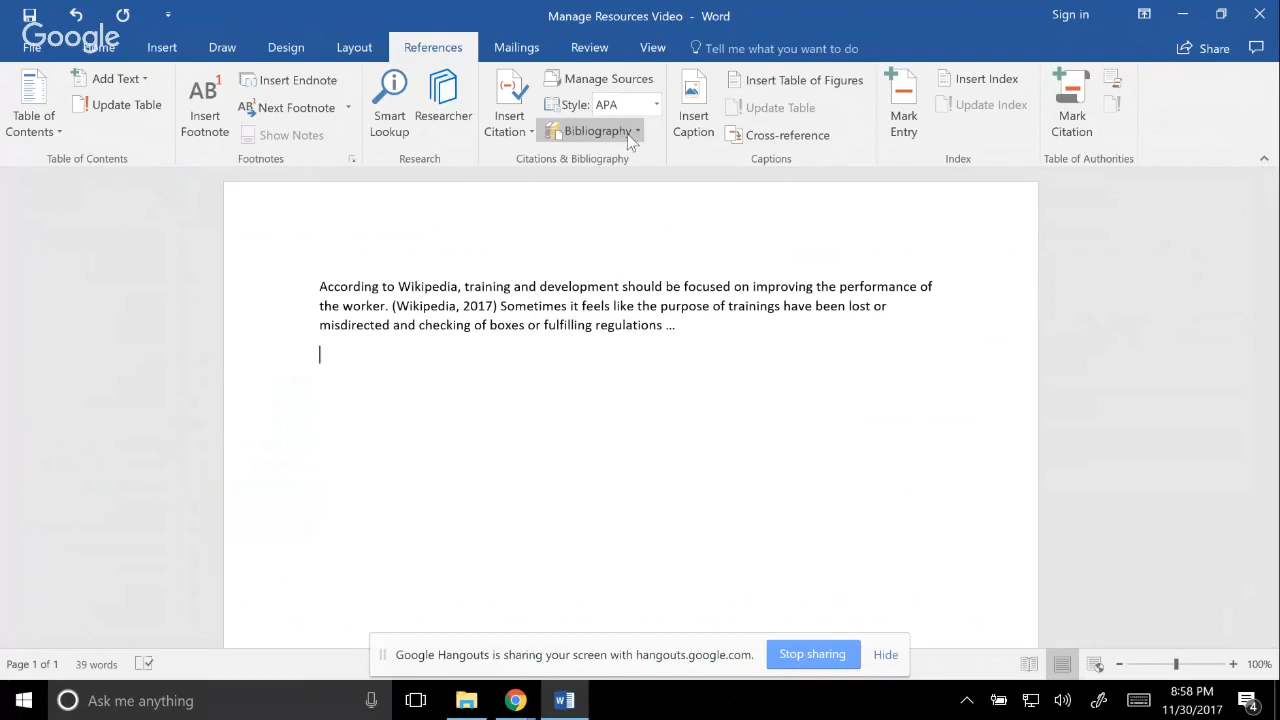 Manage Resources Video - Word
Sign in
Google
File
Home
Insert
Draw
Design
Layout
References
Mailings
Review
View
Tell me what you want to do
Share
Table of
Contents
Add Text
Update Table
Table of Contents
AB1
Insert
Footnote
Insert Endnote
AB1
Next Footnote
Show Notes
Footnotes
Smart
Lookup
Researcher
Research
Insert
Citation
Manage Sources
Style: APA
Bibliography
Citations & Bibliography
Insert
Caption
Insert Table of Figures
Update Table
Cross-reference
Captions
Mark
Entry
Insert Index
Update Index
Index
Mark
Citation
Table of Authorities
According to Wikipedia, training and development should be focused on improving the performance of
the worker. (Wikipedia, 2017) Sometimes it feels like the purpose of trainings have been lost or
misdirected and checking of boxes or fulfilling regulations ...
Google Hangouts is sharing your screen with hangouts.google.com.
Stop sharing
Hide
Page 1 of 1
39 words
100%
Ask me anything
8:58 PM
11/30/2017
4